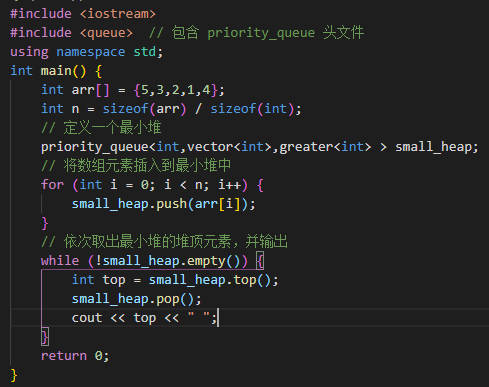 #include <iostream>
#include <queue>  // 包含 priority_queue 头文件
using namespace std;
int main() {
    int arr[] = {5,3,2,1,4};
    int n = sizeof(arr) / sizeof(int);
    // 定义一个最小堆
    priority_queue<int,vector<int>,greater<int> > small_heap;
    // 将数组元素插入到最小堆中
    for (int i = 0; i < n; i++) {
        small_heap.push(arr[i]);
    }
    // 依次取出最小堆的堆顶元素，并输出
    while (!small_heap.empty()) {
        int top = small_heap.top();
        small_heap.pop();
        cout << top << " ";
    }
    return 0;
}